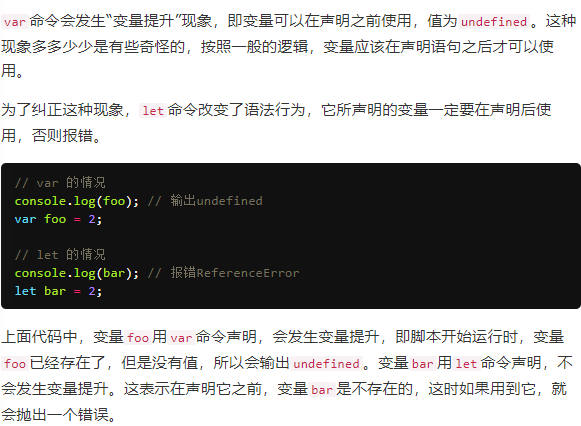 var命令会发生“变量提升”现象，即变量可以在声明之前使用，值为undefined。这种
现象多多少少是有些奇怪的，按照一般的逻辑，变量应该在声明语句之后才可以使
用。
为了纠正这种现象，let命令改变了语法行为，它所声明的变量一定要在声明后使
用，否则报错。
// var 的情况
console.log(foo); // 输出undefined
var foo = 2;
// let 的情况
console.log(bar); // 报错ReferenceError
let bar = 2;
上面代码中，变量foo用var命令声明，会发生变量提升，即脚本开始运行时，变量
foo已经存在了，但是没有值，所以会输出undefined。变量bar用let命令声明，不
会发生变量提升。这表示在声明它之前，变量bar是不存在的，这时如果用到它，就
会抛出一个错误。